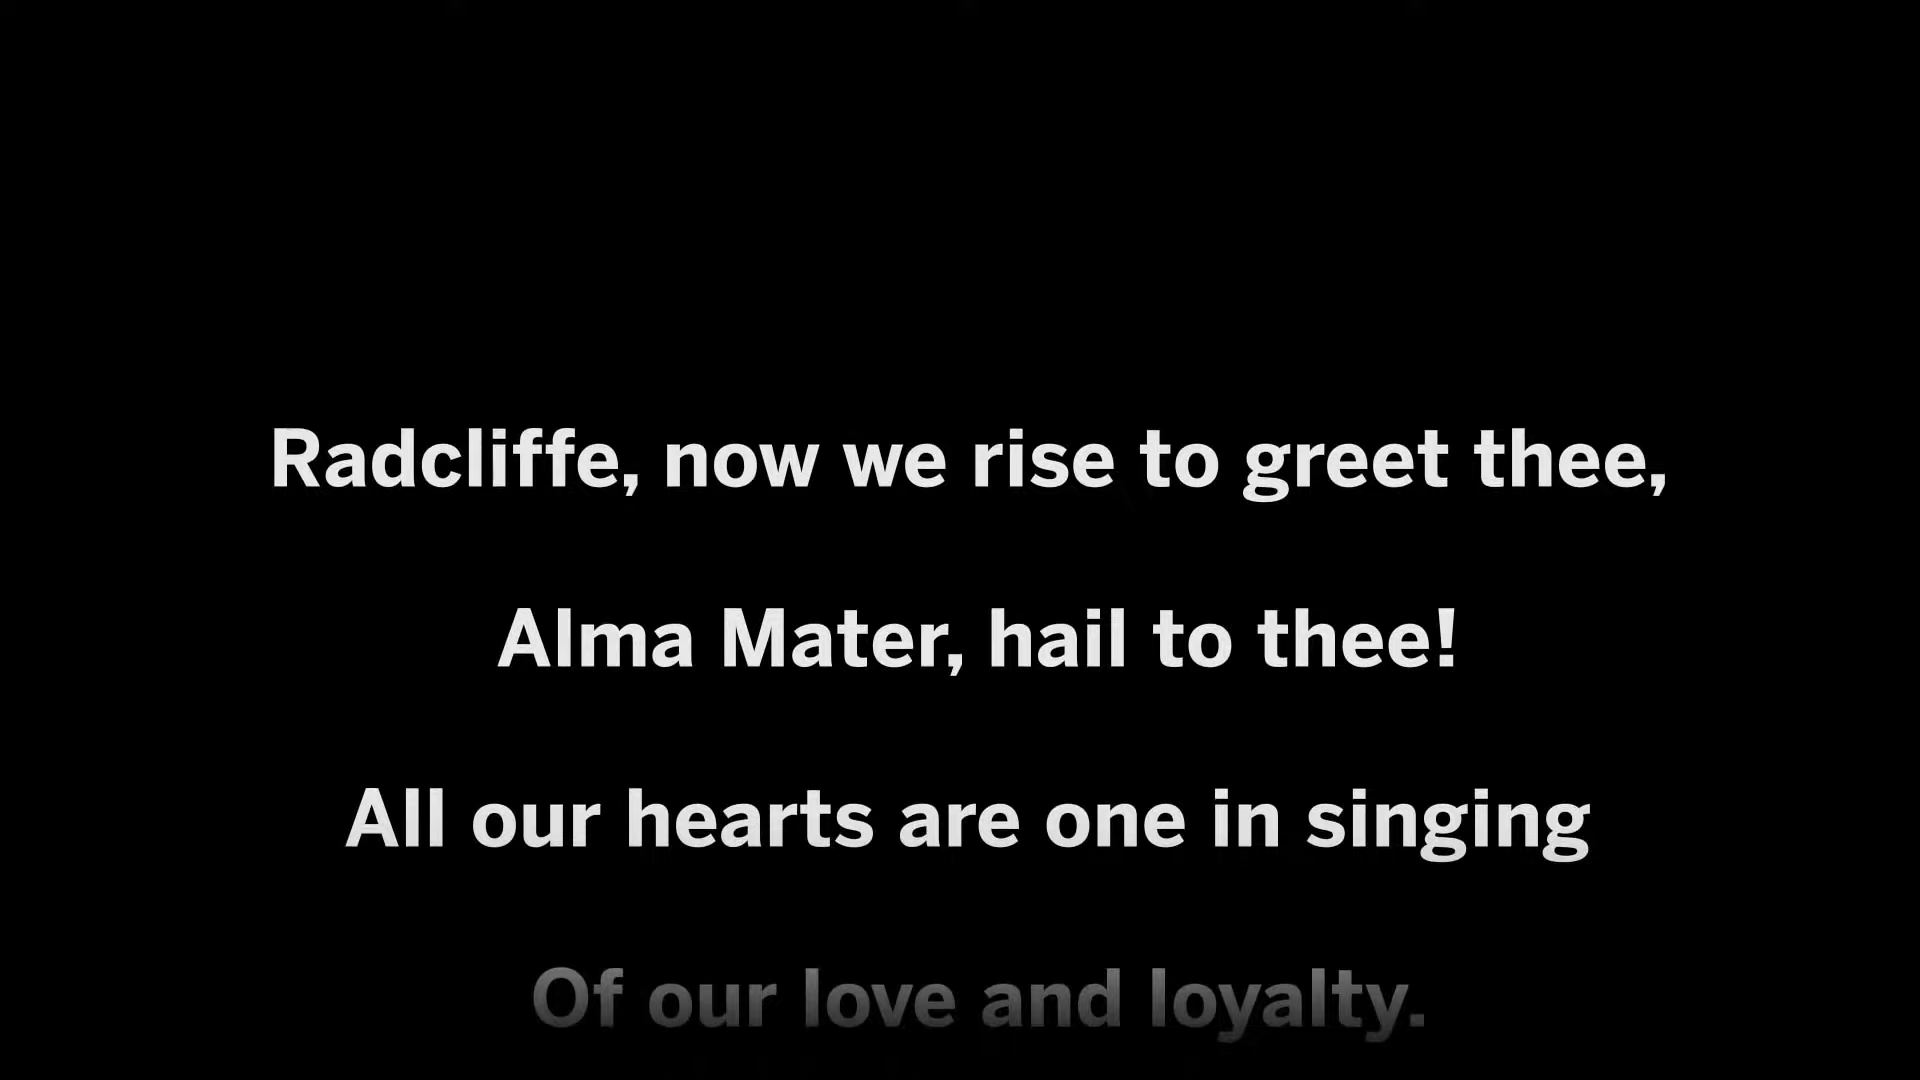 Radcliffe, now we rise to greet thee,
Alma Mater, hail to thee!
All our hearts are one in singing
Of our love and loyalty.